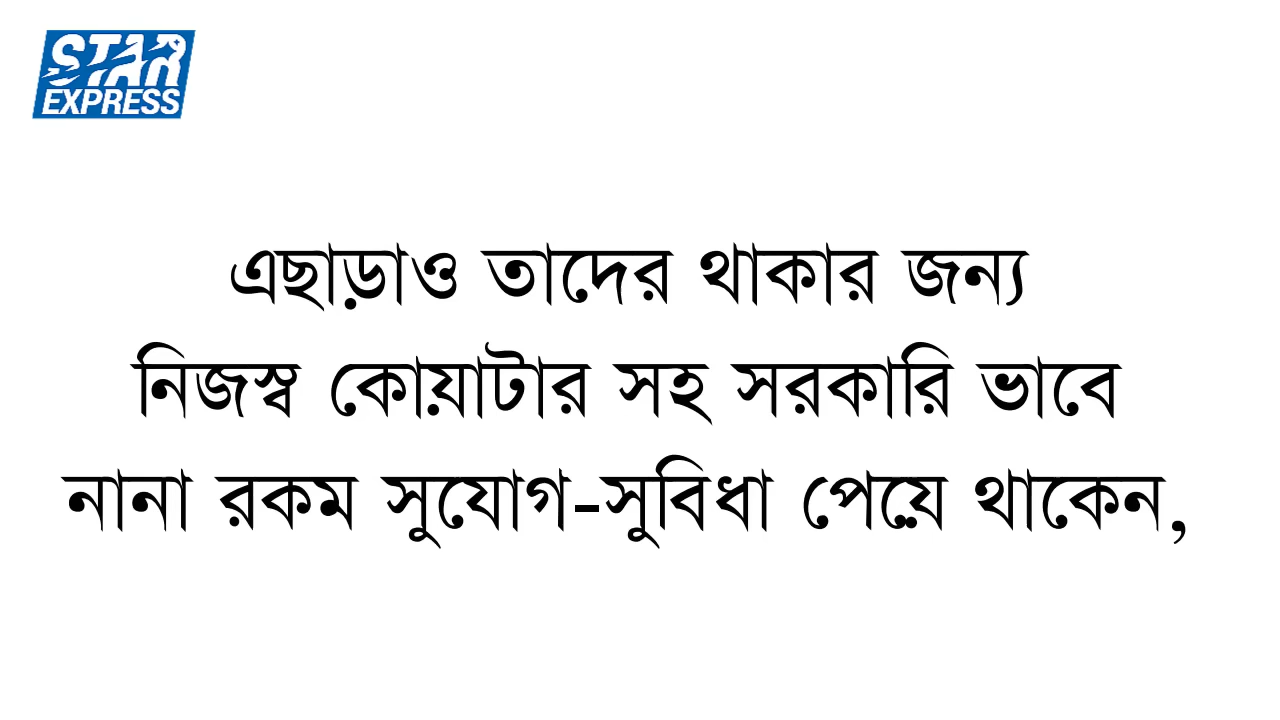 STAR
EXPRESS
এছাড়াও তাদের থাকার জন্য
নিজস্ব কোয়াটার সহ সরকারি ভাবে
নানা রকম সুযোগ-সুবিধা পেয়ে থাকেন,